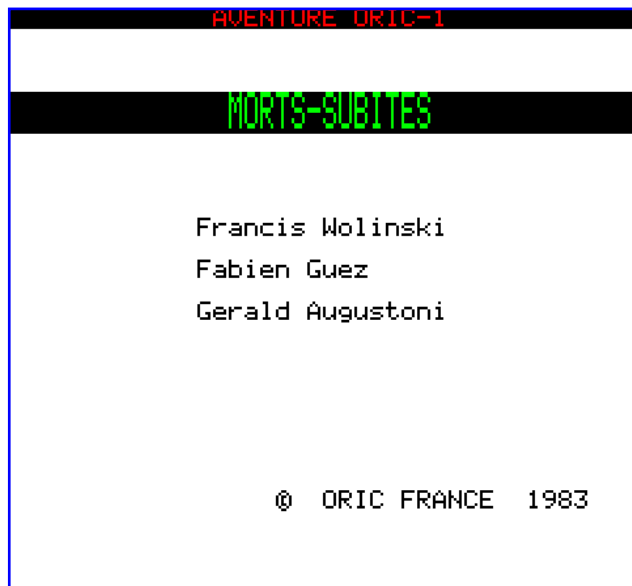 AVENTURE ORIC-1
MORTS-SUBITES
Francis Wolinski
Fabien Guez
Gerald Augustoni
© ORIC FRANCE 1983